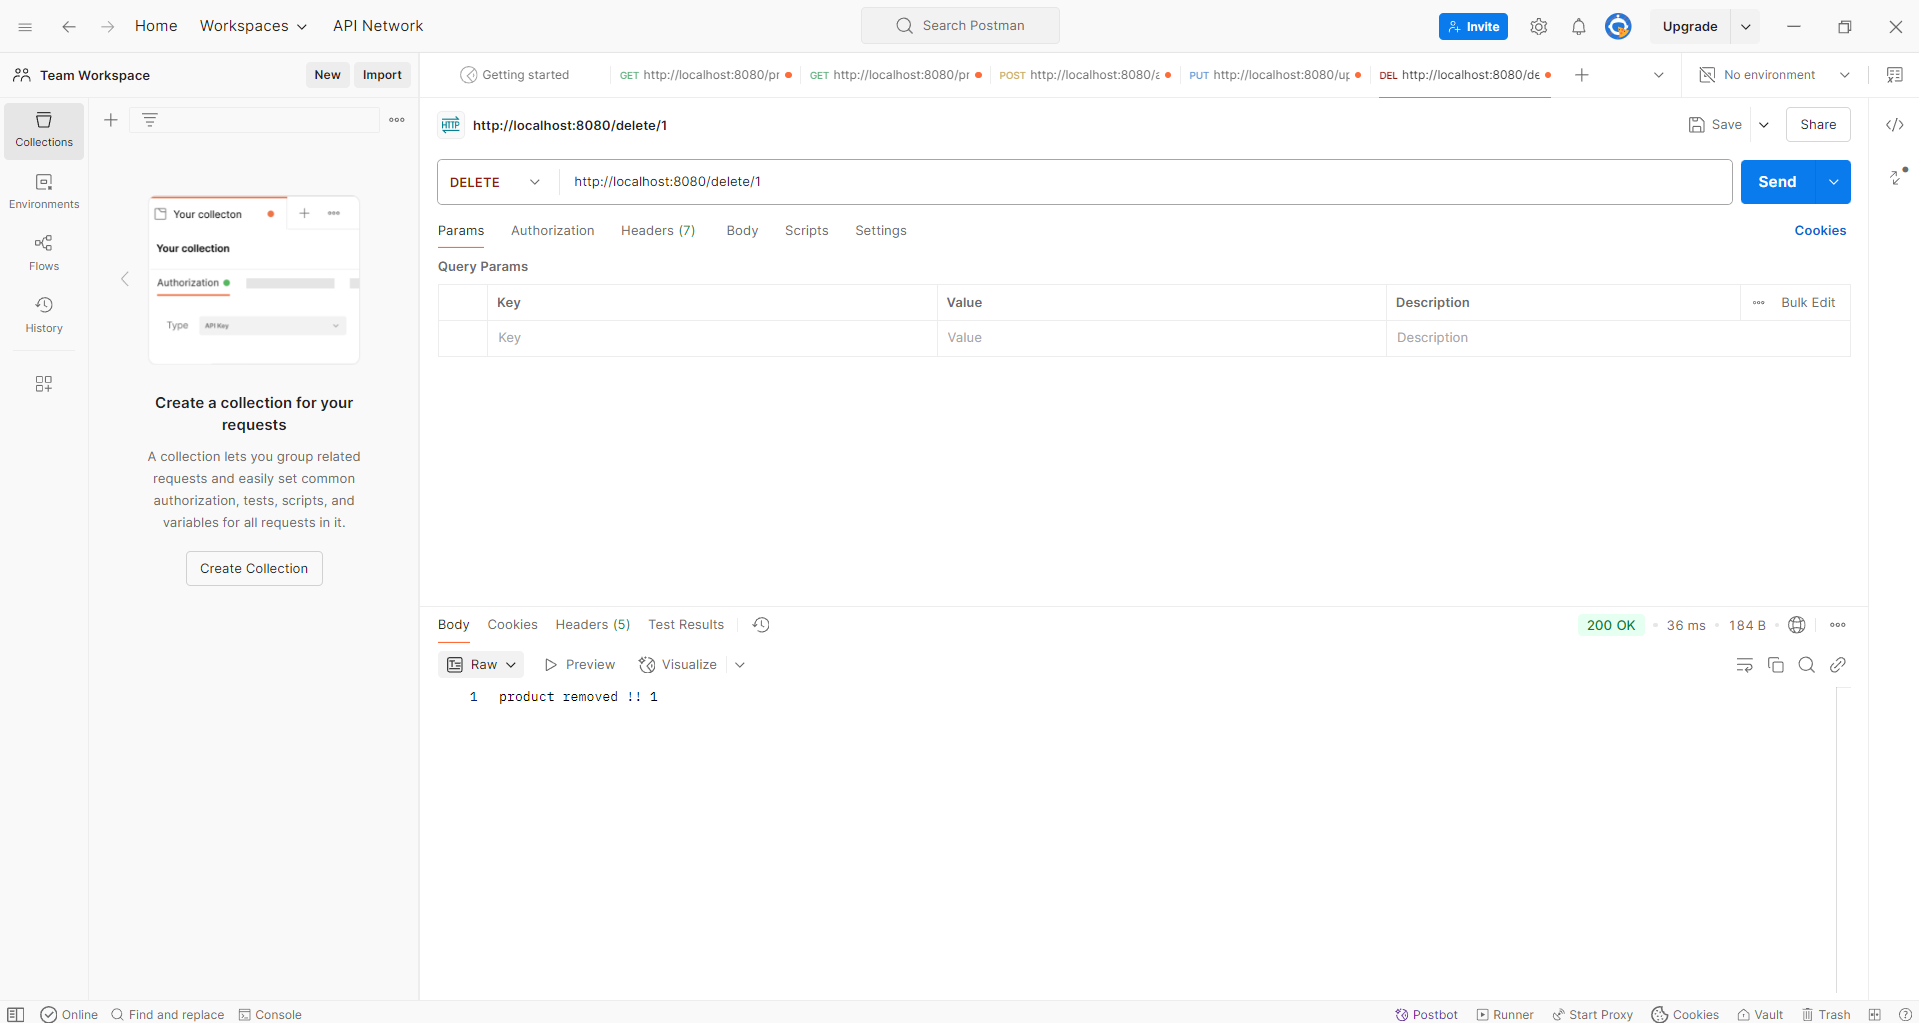 Home Workspaces API Network Search Postman Invite Upgrade
Team Workspace New Import
Getting started GET http://localhost:8080/pr GET http://localhost:8080/pr POST http://localhost:8080/a PUT http://localhost:8080/up DEL http://localhost:8080/de No environment
Collections
Environments
Flows
History
Your collecton
Your collection
Authorization
Type API Key
Create a collection for your
requests
A collection lets you group related
requests and easily set common
authorization, tests, scripts, and
variables for all requests in it.
Create Collection
HTTP http://localhost:8080/delete/1 Save Share
DELETE http://localhost:8080/delete/1 Send
Params Authorization Headers (7) Body Scripts Settings Cookies
Query Params
Key Value Description Bulk Edit
Key Value Description
Body Cookies Headers (5) Test Results 200 OK 36 ms 184 B
Raw Preview Visualize
1 product removed !! 1
Online Find and replace Console Postbot Runner Start Proxy Cookies Vault Trash